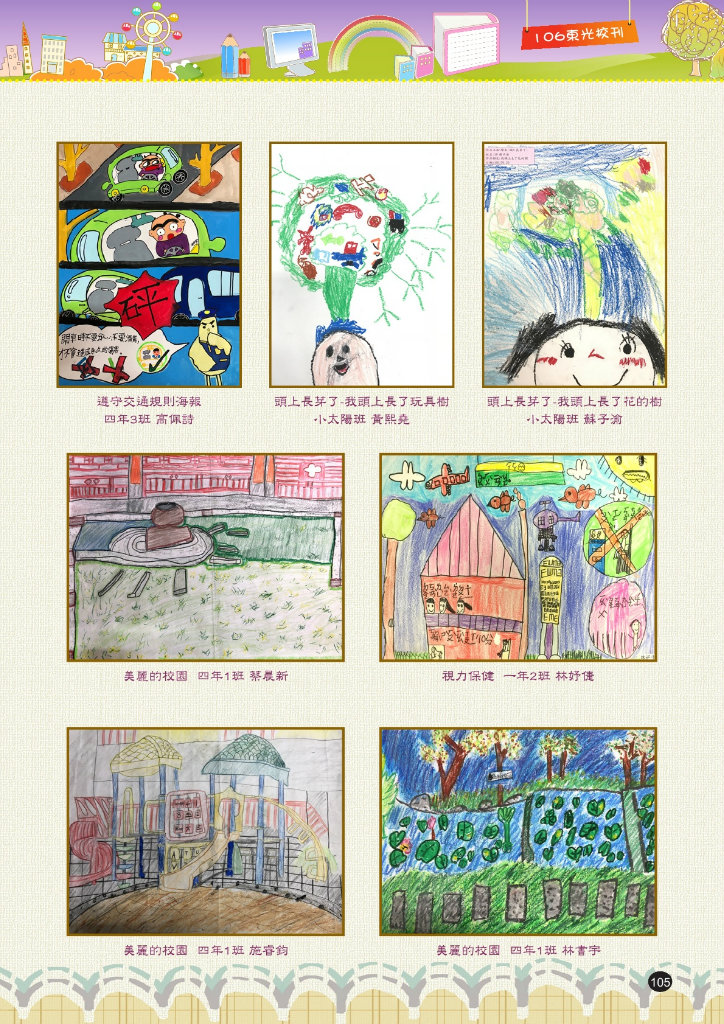 106東光校刊
砰
遵守交通規則海報
四年3班 高佩詩
頭上長芽了-我頭上長了玩具樹
小太陽班 黃熙堯
頭上長芽了-我頭上長了花的樹
小太陽班 蘇子渝
美麗的校園 四年1班 蔡晨新
視力保健 一年2班 林妤倢
美麗的校園 四年1班 施睿鈞
美麗的校園 四年1班 林書宇
105